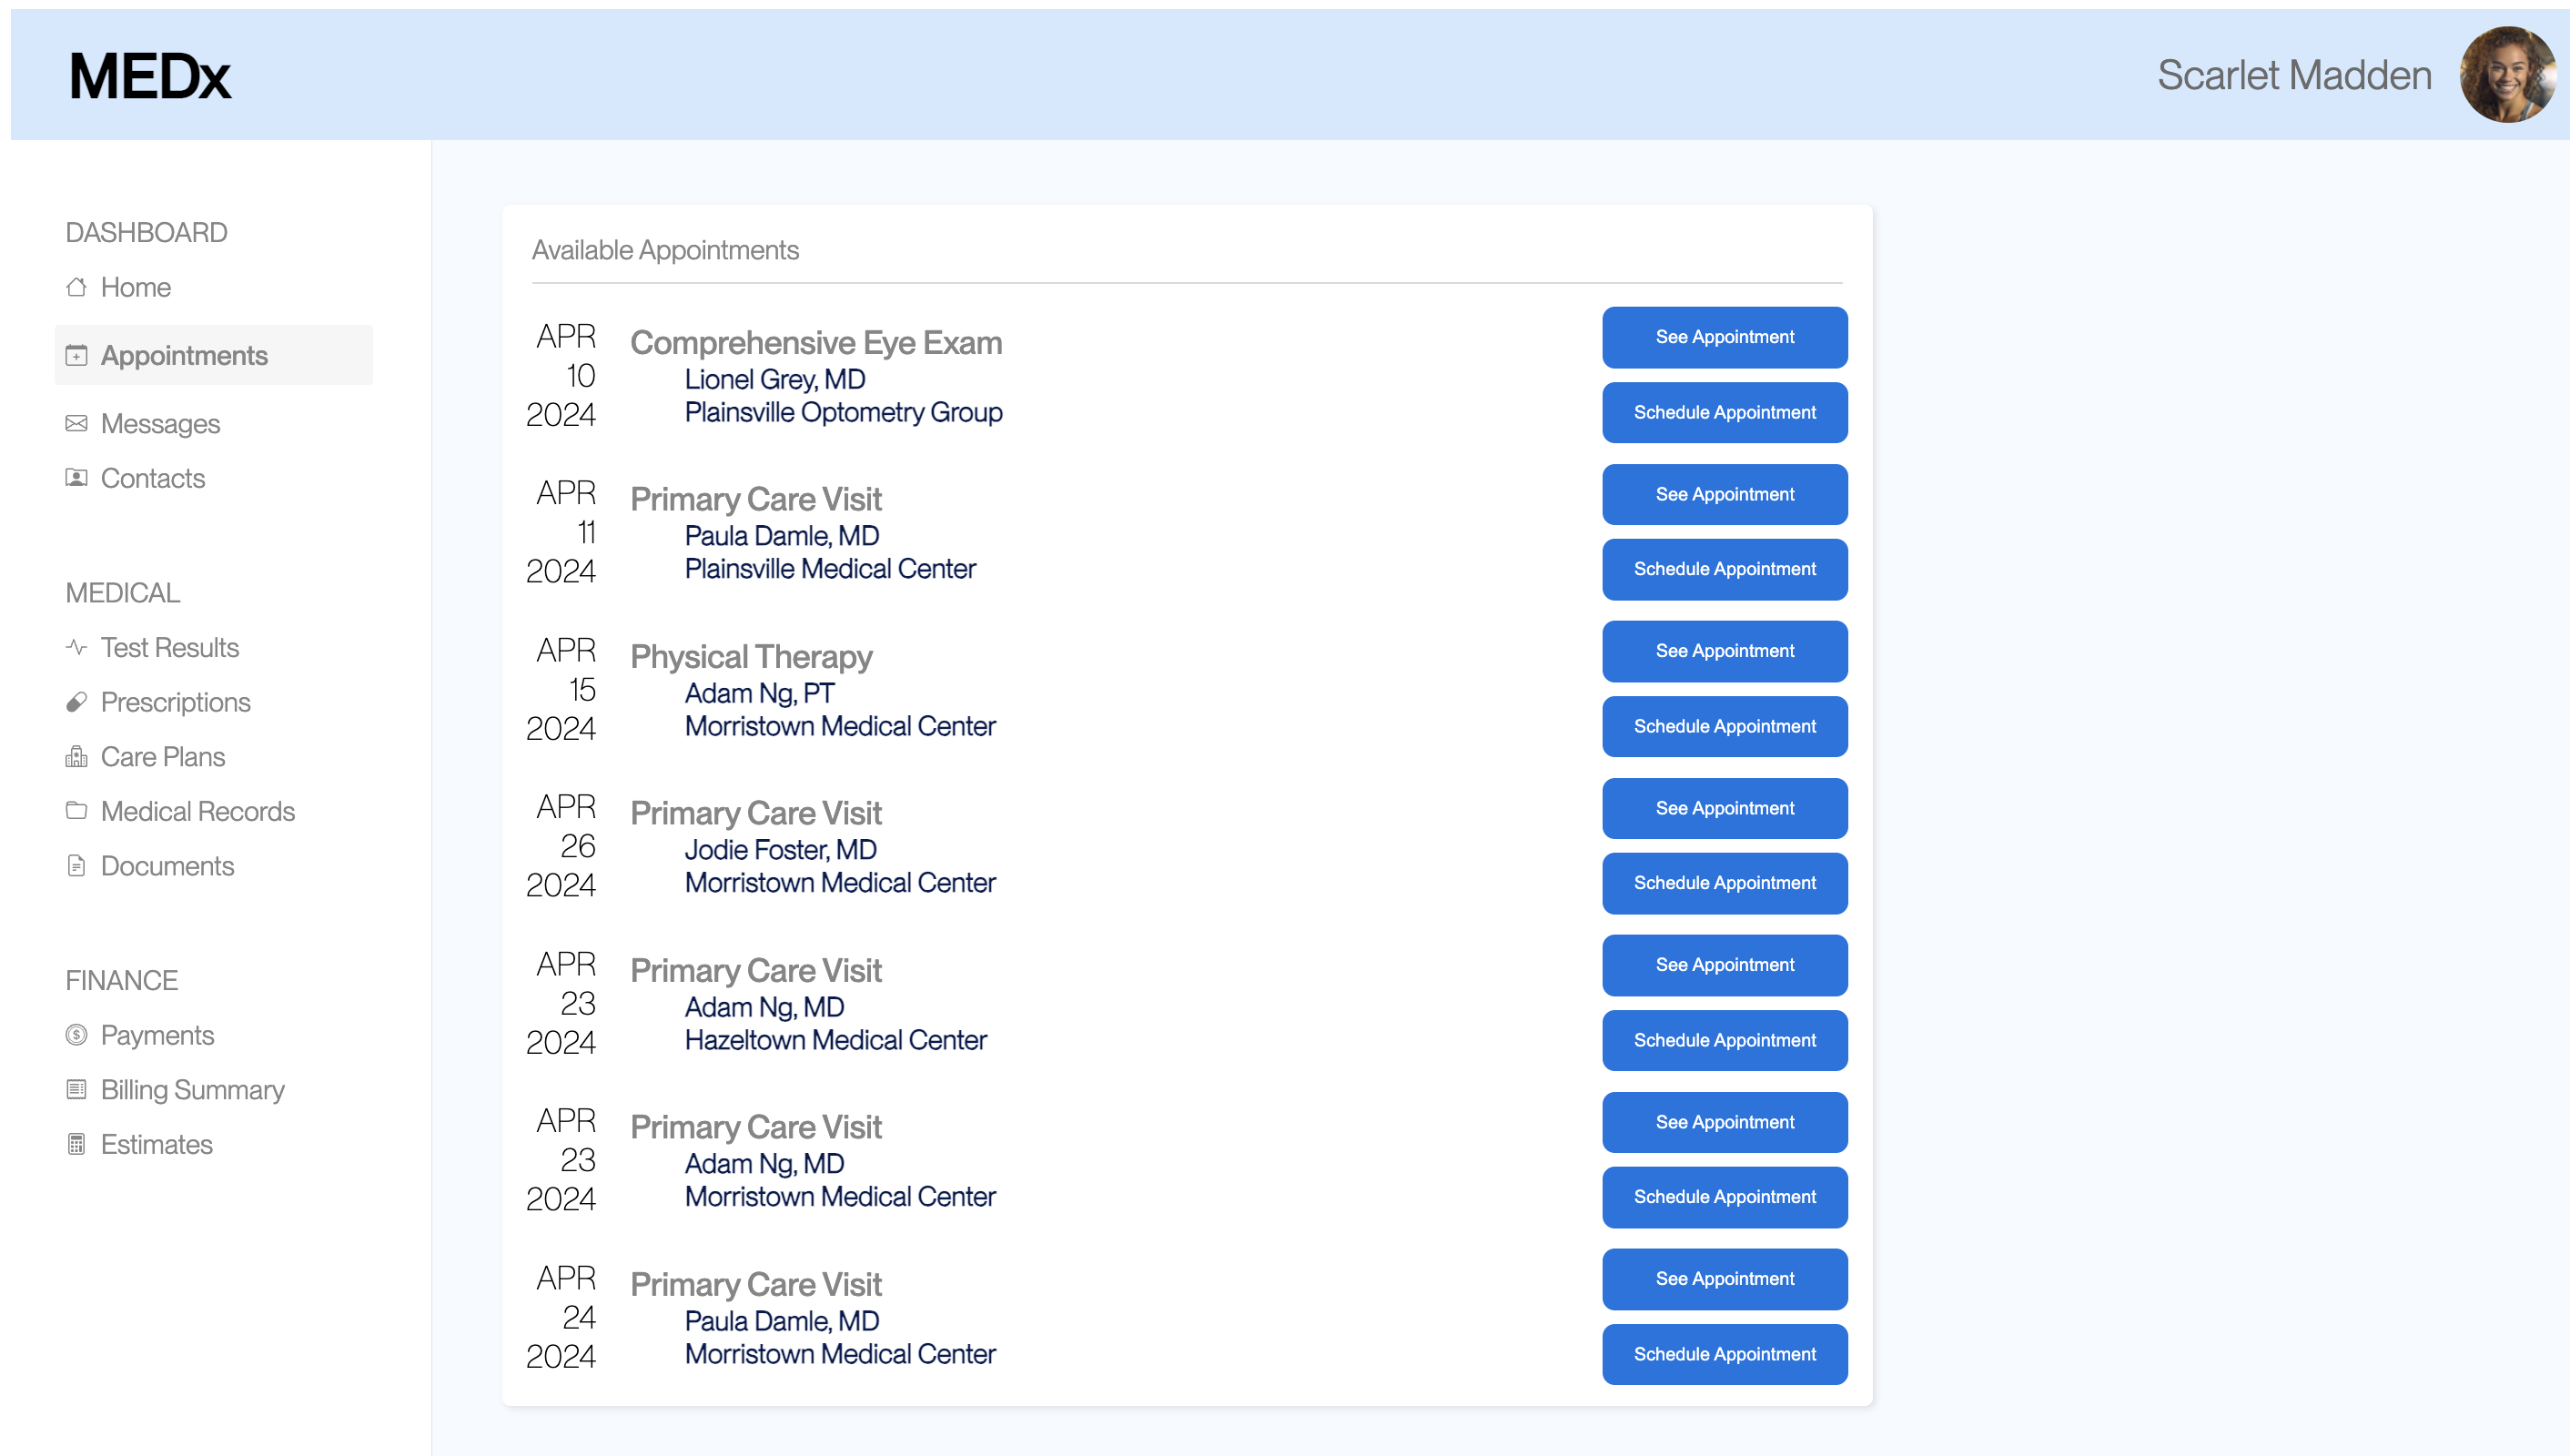 MEDx
Scarlet Madden
DASHBOARD
Home
Appointments
Messages
Contacts
MEDICAL
Test Results
Prescriptions
Care Plans
Medical Records
Documents
FINANCE
Payments
Billing Summary
Estimates
Available Appointments
APR
10
2024
Comprehensive Eye Exam
Lionel Grey, MD
Plainsville Optometry Group
See Appointment
Schedule Appointment
APR
11
2024
Primary Care Visit
Paula Damle, MD
Plainsville Medical Center
See Appointment
Schedule Appointment
APR
15
2024
Physical Therapy
Adam Ng, PT
Morristown Medical Center
See Appointment
Schedule Appointment
APR
26
2024
Primary Care Visit
Jodie Foster, MD
Morristown Medical Center
See Appointment
Schedule Appointment
APR
23
2024
Primary Care Visit
Adam Ng, MD
Hazeltown Medical Center
See Appointment
Schedule Appointment
APR
23
2024
Primary Care Visit
Adam Ng, MD
Morristown Medical Center
See Appointment
Schedule Appointment
APR
24
2024
Primary Care Visit
Paula Damle, MD
Morristown Medical Center
See Appointment
Schedule Appointment